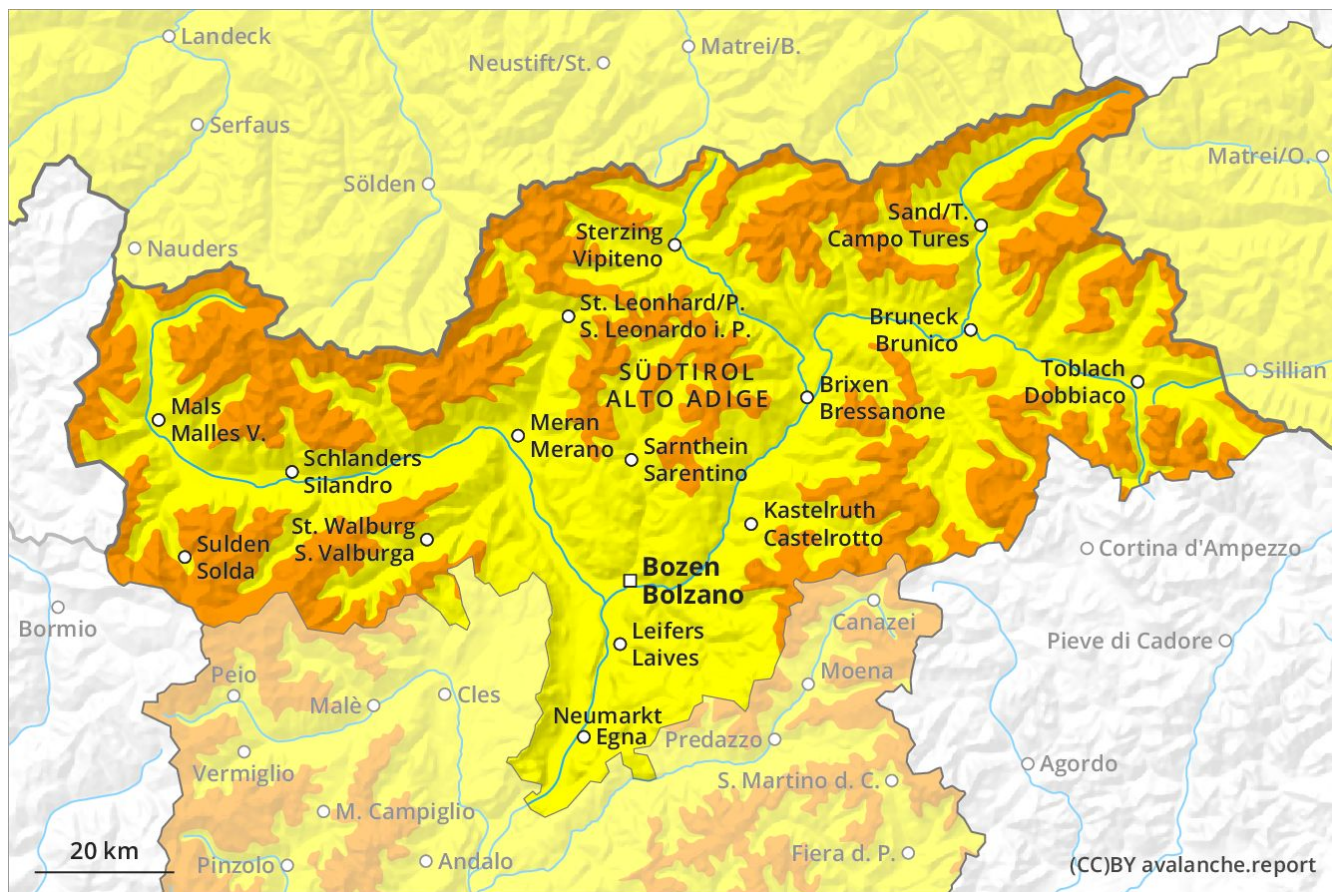 Landeck
Matrei/B.
Neustift/St.
Serfaus
Matrei/O.
Sölden
Sand/T.
Campo Tures
Sterzing
Vipiteno
Nauders
St. Leonhard/P.
S. Leonardo i. P.
Bruneck
Brunico
SÜDTIROL
ALTO ADIGE
Toblach
Dobbiaco
Sillian
Brixen
Bressanone
Mals
Malles V.
Meran
Merano
Sarnthein
Sarentino
Schlanders
Silandro
Kastelruth
Castelrotto
St. Walburg
S. Valburga
Sulden
Solda
Cortina d'Ampezzo
Bozen
Bolzano
Bormio
Canazei
Leifers
Laives
Pieve di Cadore
Peio
Moena
Malè
Cles
Neumarkt
Egna
Predazzo
Vermiglio
Agordo
S. Martino d. C.
M. Campiglio
20 km
Pinzolo
Andalo
Fiera d. P.
(CC)BY avalanche.report